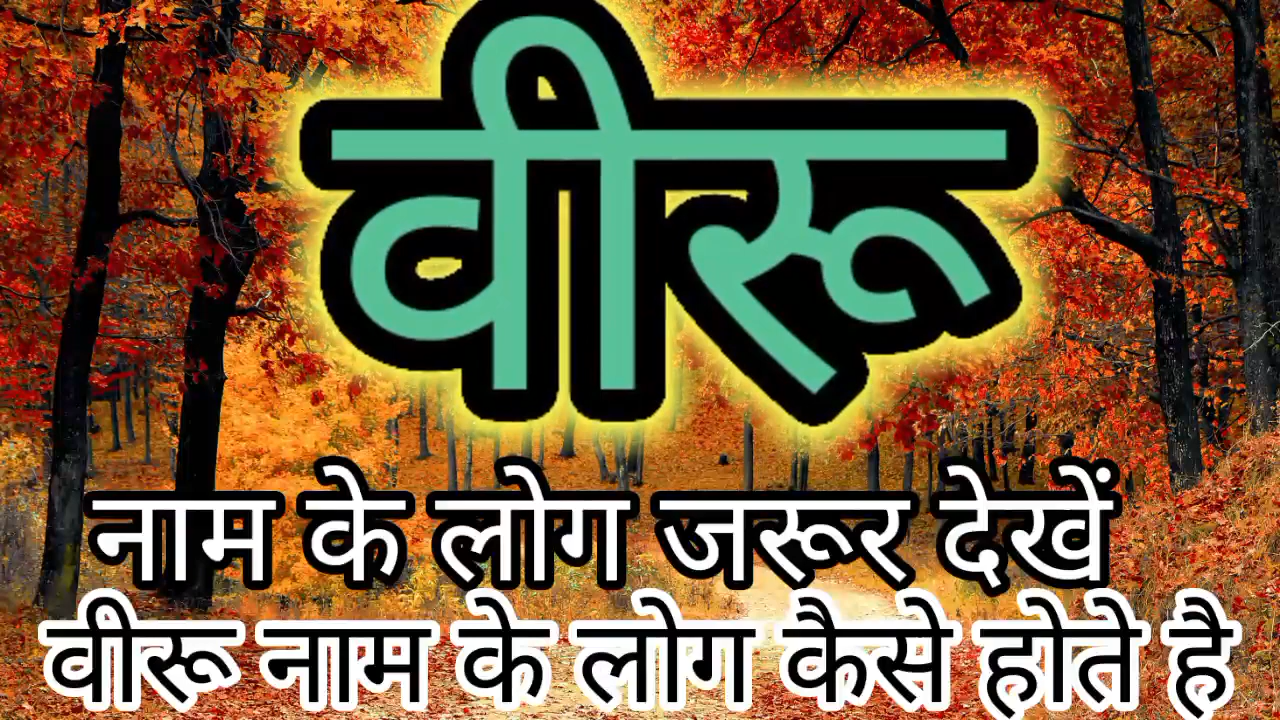 वीरू
नाम के लोग जरूर देखें
वीरू नाम के लोग कैसे होते है